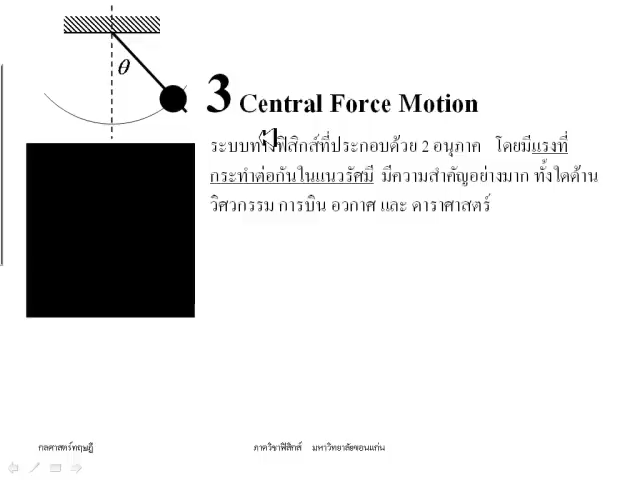 θ
3 Central Force Motion
ระบบทางฟิสิกส์ที่ประกอบด้วย 2 อนุภาค โดยมีแรงที่
กระทำต่อกันในแนวรัศมี มีความสำคัญอย่างมาก ทั้งใดด้าน
วิศวกรรม การบิน อวกาศ และ ดาราศาสตร์
กลศาสตร์ทฤษฎี
ภาควิชาฟิสิกส์ มหาวิทยาลัยขอนแก่น